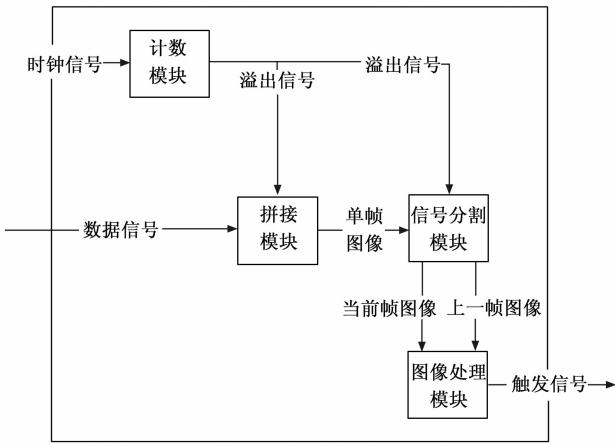 计数
模块
时钟信号
溢出信号
溢出信号
数据信号
拼接
模块
单帧
图像
信号分割
模块
当前帧图像
上一帧图像
图像处理
模块
触发信号